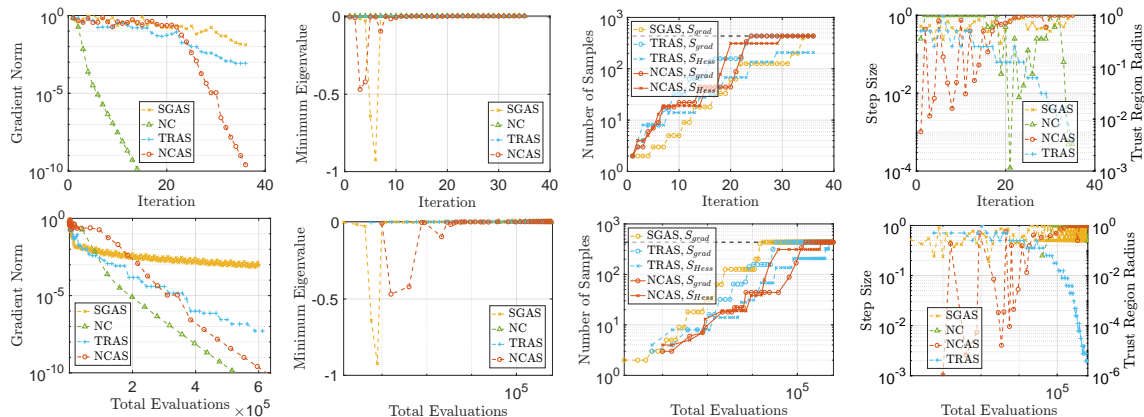 10^0
10^-5
10^-10
Gradient Norm
SGAS
NC
TRAS
NCAS
0
20
40
Iteration
0
-0.5
-1
Minimum Eigenvalue
SGAS
NC
TRAS
NCAS
0
10
20
30
40
Iteration
10^3
10^2
10^1
10^0
Number of Samples
SGAS, S_grad
TRAS, S_grad
TRAS, S_Hess
NCAS, S_grad
NCAS, S_Hess
0
10
20
30
40
Iteration
10^0
10^-2
10^-4
Step Size
SGAS
NC
NCAS
TRAS
10^0
10^-1
10^-2
10^-3
Trust Region Radius
0
10
20
30
40
Iteration
10^0
10^-5
10^-10
Gradient Norm
SGAS
NC
TRAS
NCAS
2
4
6
Total Evaluations × 10^5
0
-0.5
-1
Minimum Eigenvalue
SGAS
NC
TRAS
NCAS
10^5
Total Evaluations
10^3
10^2
10^1
10^0
Number of Samples
SGAS, S_grad
TRAS, S_grad
TRAS, S_Hess
NCAS, S_grad
NCAS, S_Hess
10^5
Total Evaluations
10^0
10^-1
10^-2
10^-3
Step Size
SGAS
NC
NCAS
TRAS
10^0
10^-2
10^-4
10^-6
Trust Region Radius
10^5
Total Evaluations